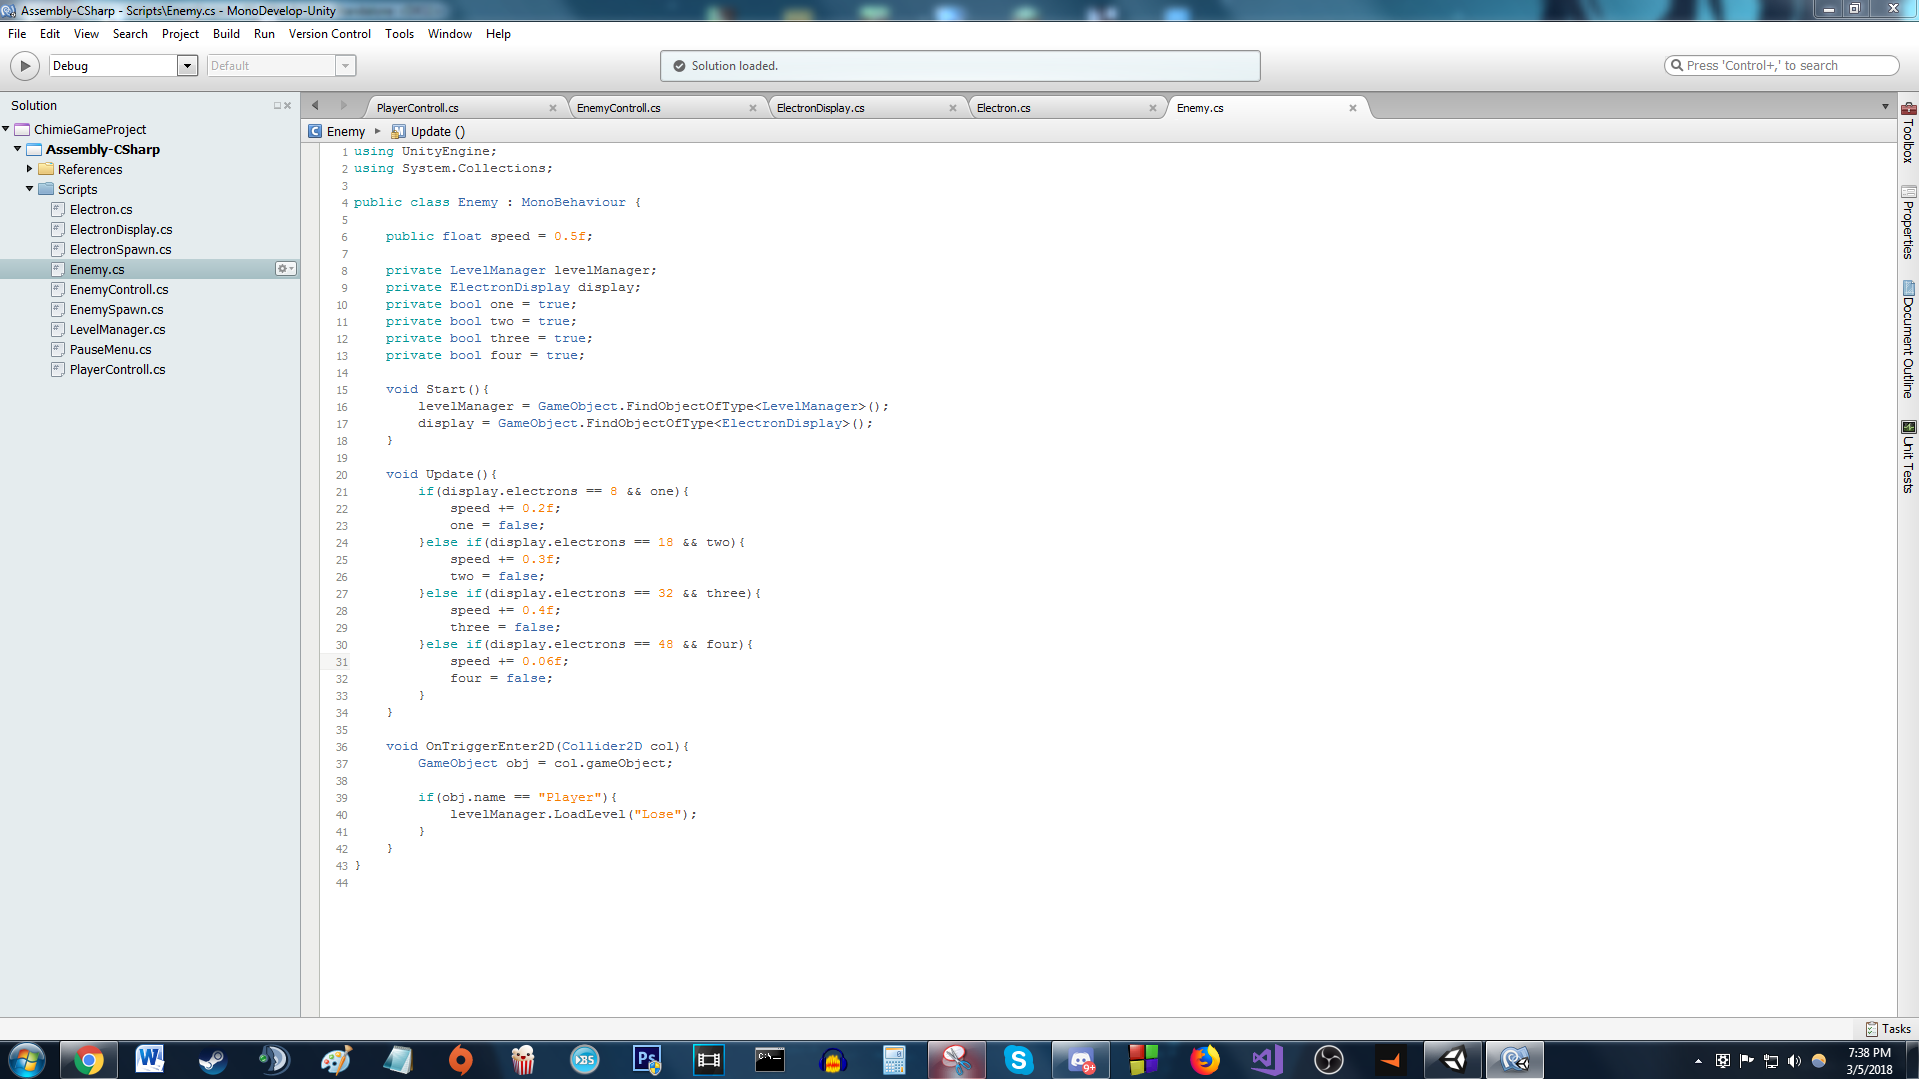 Assembly-CSharp - Scripts\Enemy.cs - MonoDevelop-Unity
File Edit View Search Project Build Run Version Control Tools Window Help
Debug Default Solution loaded. Press 'Control+,' to search
Solution
ChimieGameProject
Assembly-CSharp
References
Scripts
Electron.cs
ElectronDisplay.cs
ElectronSpawn.cs
Enemy.cs
EnemyControll.cs
EnemySpawn.cs
LevelManager.cs
PauseMenu.cs
PlayerControll.cs
PlayerControll.cs EnemyControll.cs ElectronDisplay.cs Electron.cs Enemy.cs
Enemy Update ()
1 using UnityEngine;
2 using System.Collections;
3
4 public class Enemy : MonoBehaviour {
5
6 public float speed = 0.5f;
7
8 private LevelManager levelManager;
9 private ElectronDisplay display;
10 private bool one = true;
11 private bool two = true;
12 private bool three = true;
13 private bool four = true;
14
15 void Start(){
16 levelManager = GameObject.FindObjectOfType<LevelManager>();
17 display = GameObject.FindObjectOfType<ElectronDisplay>();
18 }
19
20 void Update(){
21 if(display.electrons == 8 && one){
22 speed += 0.2f;
23 one = false;
24 }else if(display.electrons == 18 && two){
25 speed += 0.3f;
26 two = false;
27 }else if(display.electrons == 32 && three){
28 speed += 0.4f;
29 three = false;
30 }else if(display.electrons == 48 && four){
31 speed += 0.06f;
32 four = false;
33 }
34 }
35
36 void OnTriggerEnter2D(Collider2D col){
37 GameObject obj = col.gameObject;
38
39 if(obj.name == "Player"){
40 levelManager.LoadLevel("Lose");
41 }
42 }
43 }
44
Toolbox
Properties
Document Outline
Unit Tests
Tasks
7:38 PM
3/5/2018